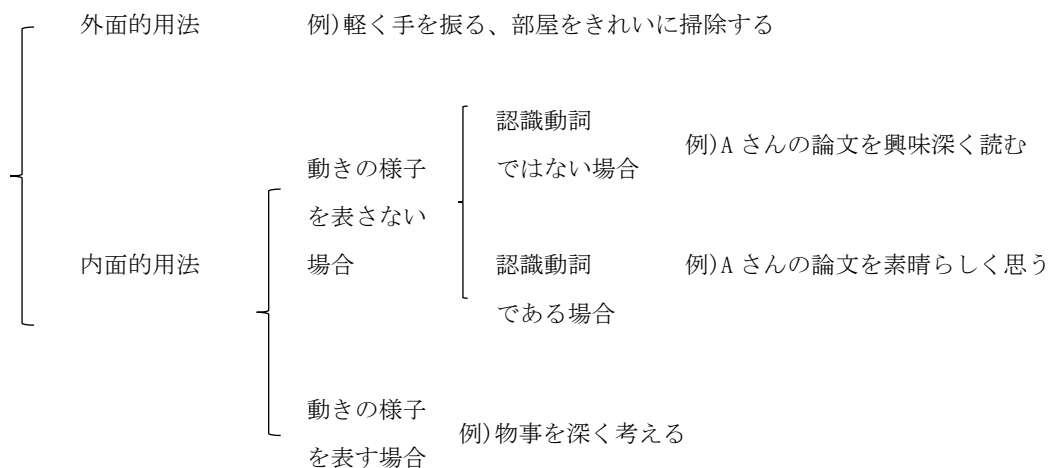 外面的用法 例)軽く手を振る、部屋をきれいに掃除する
認識動詞
ではない場合
例)A さんの論文を興味深く読む
動きの様子
を表さない
場合
内面的用法
認識動詞
である場合
例)A さんの論文を素晴らしく思う
動きの様子
を表す場合
例)物事を深く考える